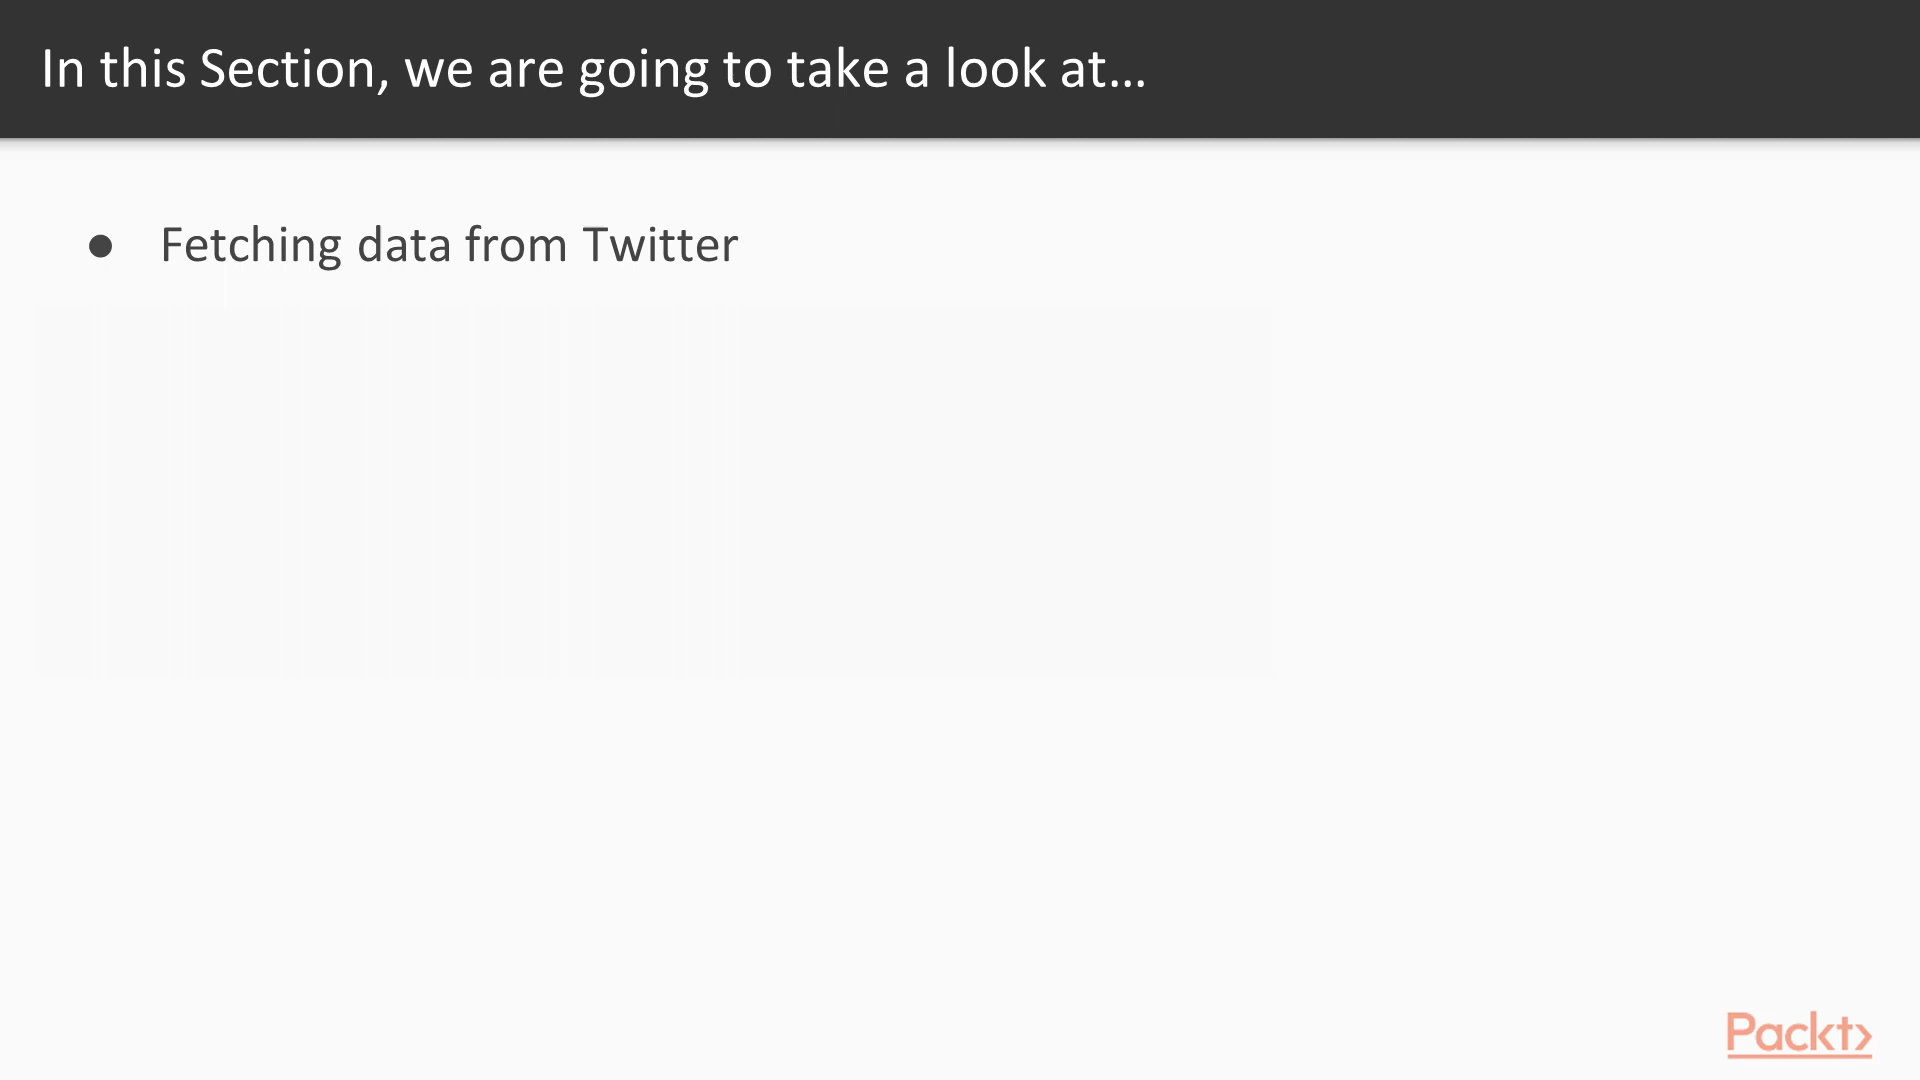 In this Section, we are going to take a look at...
● Fetching data from Twitter
Packt>